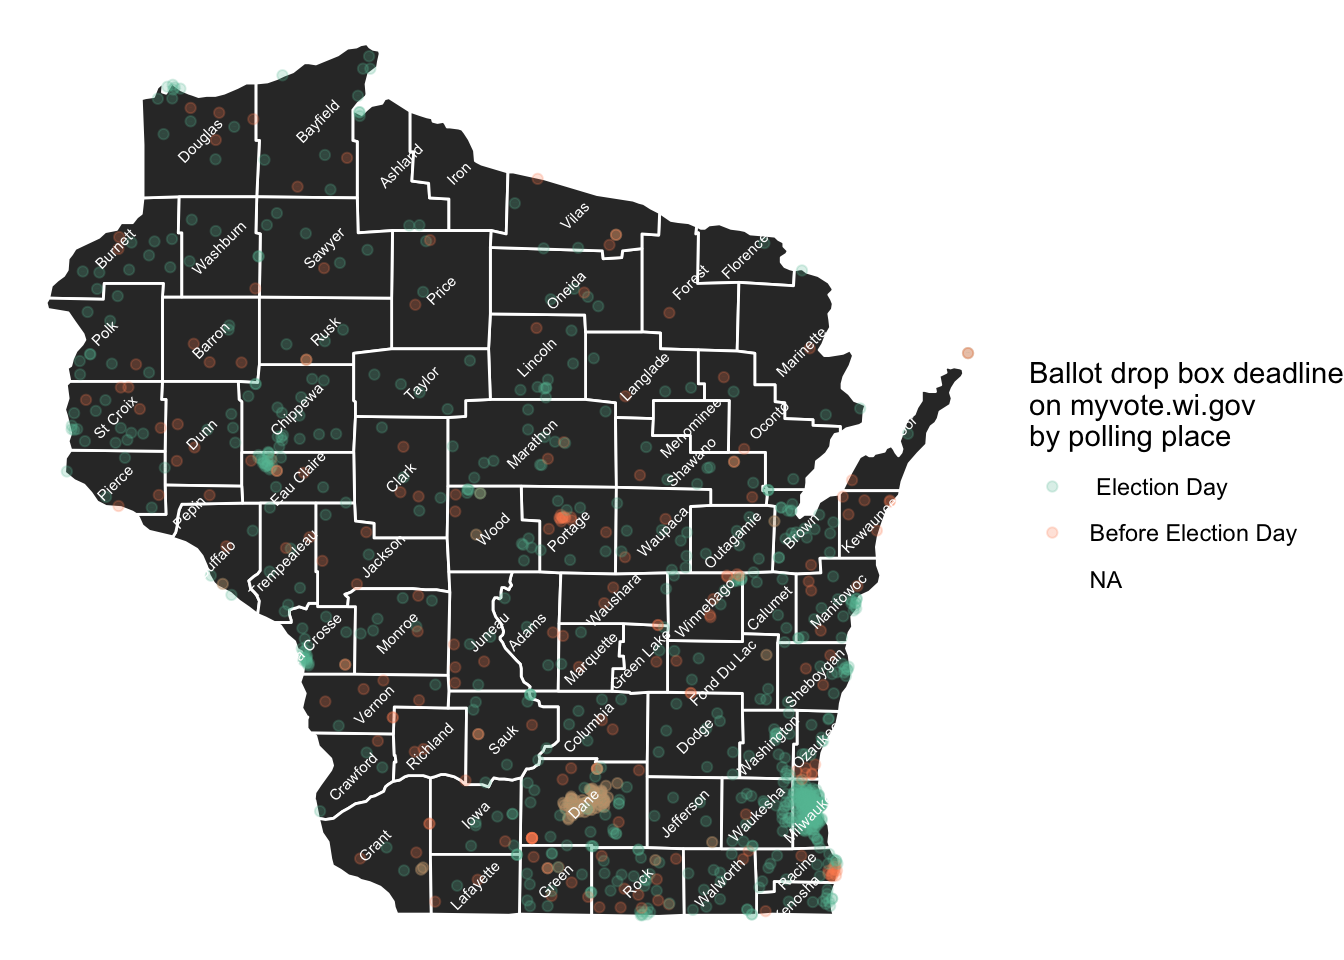 Bayfield
Douglas
Ashland
Iron
Vilas
Burnett
Washburn
Sawyer
Florence
Forest
Price
Oneida
Polk
Barron
Rusk
Lincoln
Langlade
Marinette
Taylor
Chippewa
St Croix
Dunn
Marathon
Menominee
Oconto
Shawano
Pierce
Eau Claire
Clark
Pepin
Wood
Portage
Waupaca
Outagamie
Brown
Kewaunee
Trempealeau
Jackson
Waushara
Winnebago
Calumet
Manitowoc
Monroe
Juneau
Adams
Marquette
Green Lake
Fond Du Lac
Sheboygan
Vernon
Richland
Sauk
Columbia
Dodge
Washington
Ozaukee
Crawford
Iowa
Dane
Jefferson
Waukesha
Milwauk
Grant
Lafayette
Green
Rock
Walworth
Racine
Ballot drop box deadline
on myvote.wi.gov
by polling place
Election Day
Before Election Day
NA